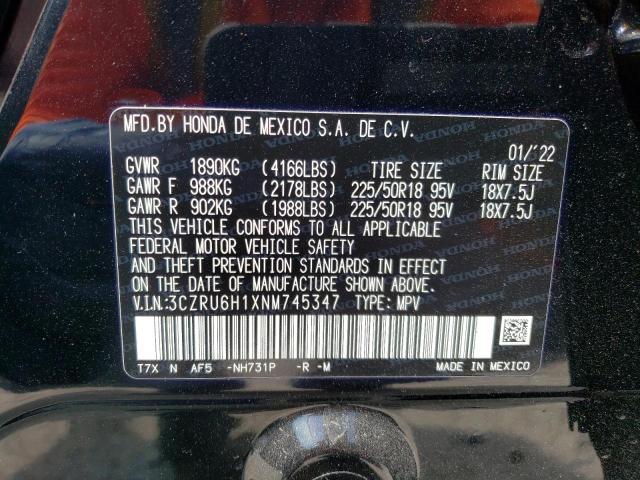 MFD.BY HONDA DE MEXICO S.A. DE C.V.
01/'22
GVWR 1890KG (4166LBS) TIRE SIZE RIM SIZE
GAWR F 988KG (2178LBS) 225/50R18 95V 18X7.5J
GAWR R 902KG (1988LBS) 225/50R18 95V 18X7.5J
THIS VEHICLE CONFORMS TO ALL APPLICABLE
FEDERAL MOTOR VEHICLE SAFETY
AND THEFT PREVENTION STANDARDS IN EFFECT
ON THE DATE OF MANUFACTURE SHOWN ABOVE.
V.I.N:3CZRU6H1XNM745347 TYPE: MPV
T7X N AF5 -NH731P -R -M MADE IN MEXICO